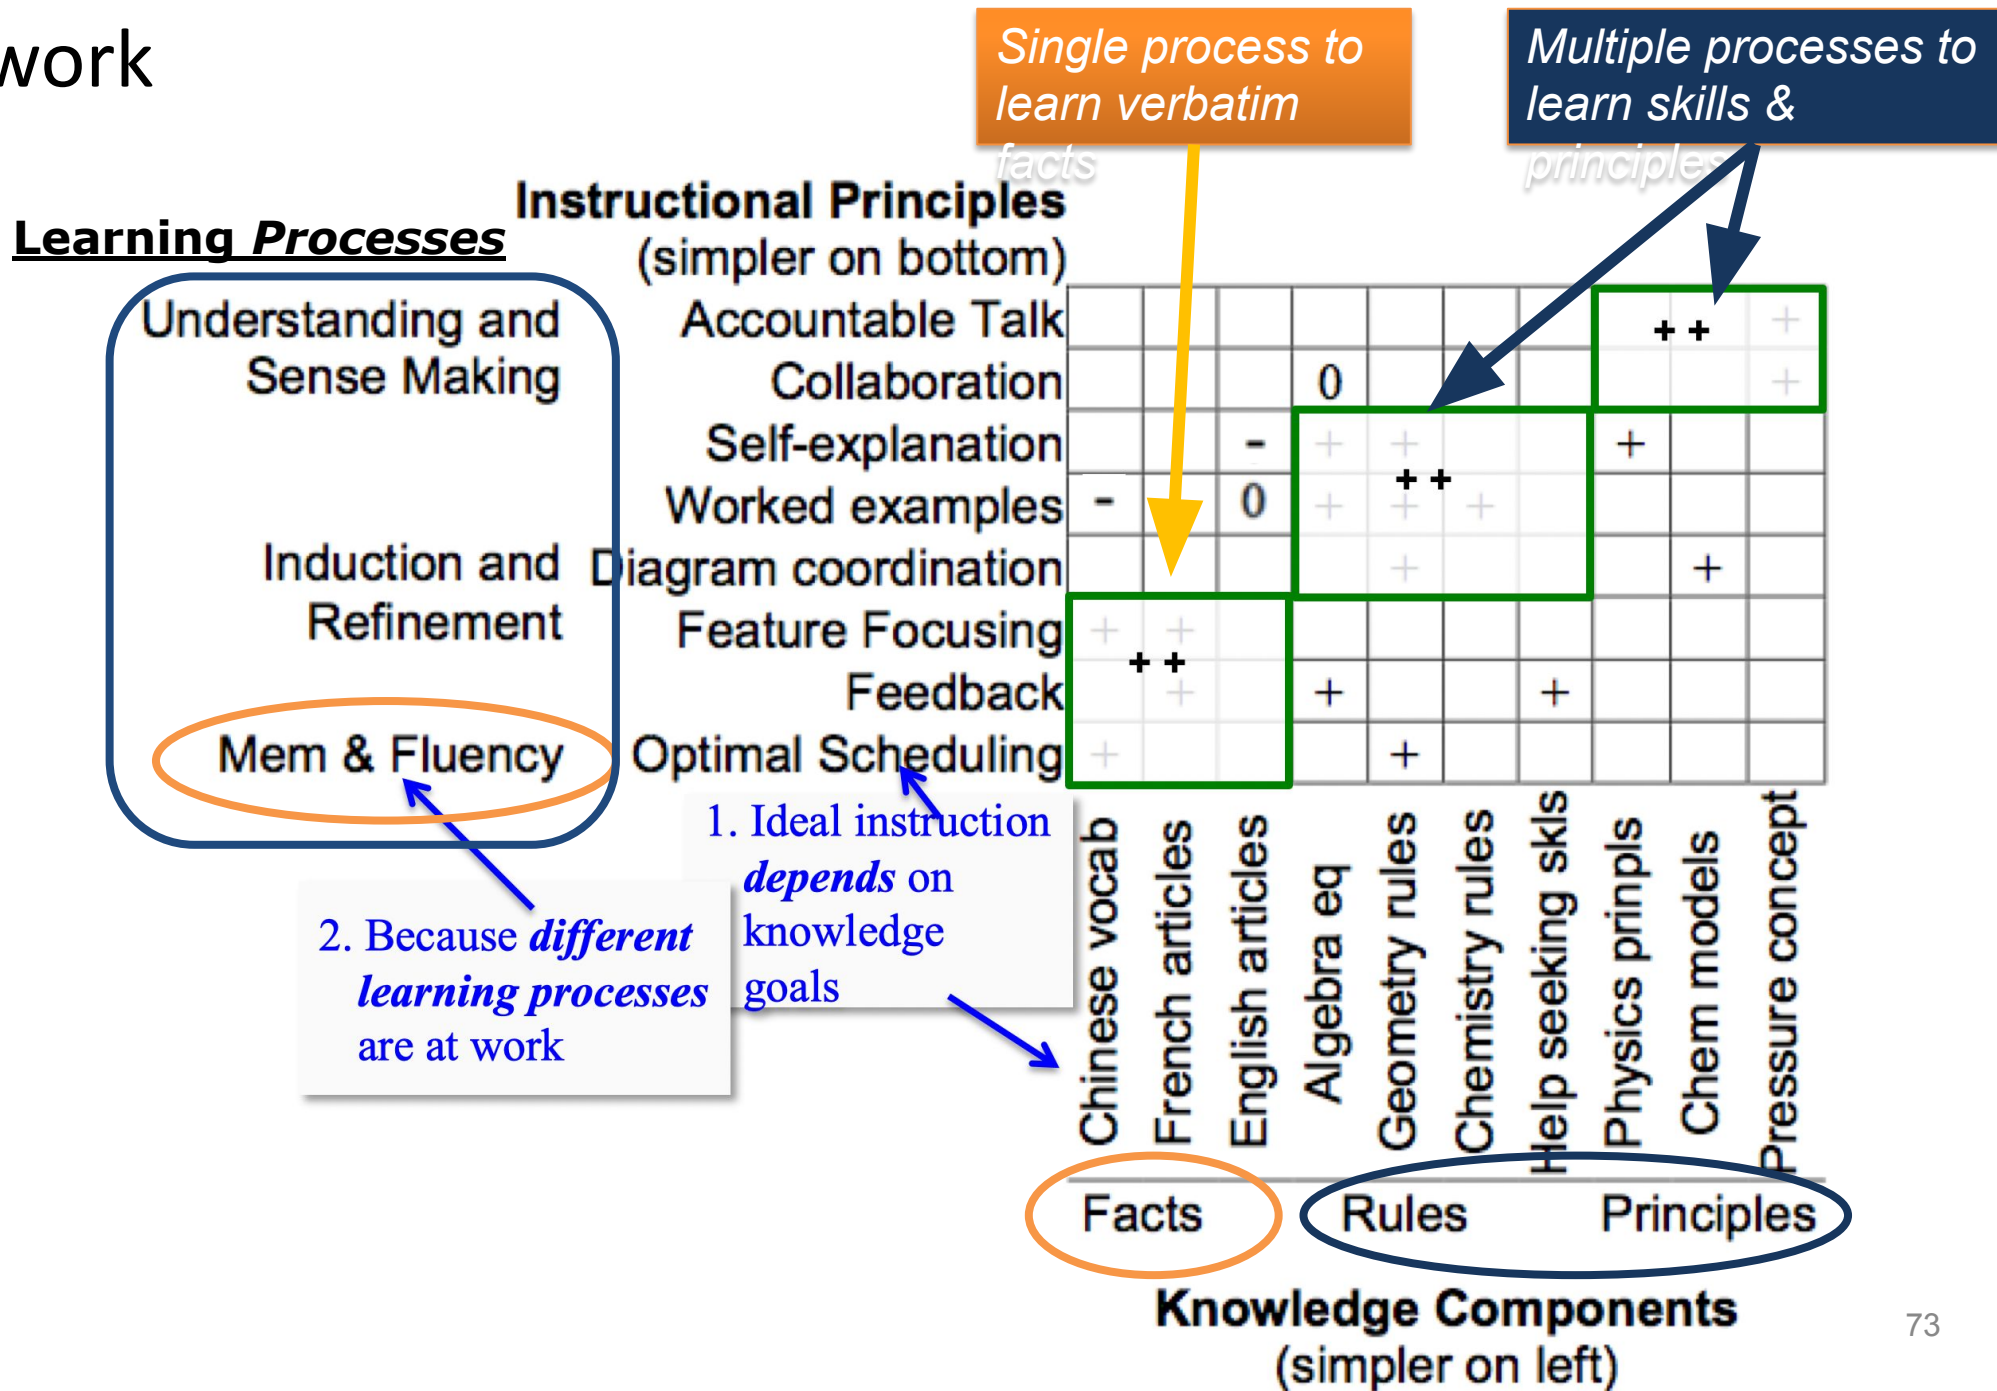 work
Single process to
learn verbatim
facts
Multiple processes to
learn skills &
principles
Learning Processes
Instructional Principles
(simpler on bottom)
Understanding and
Sense Making
Induction and
Refinement
Mem & Fluency
Accountable Talk
Collaboration 0
Self-explanation - + + +
Worked examples - 0 + + +
Diagram coordination + +
Feature Focusing + +
Feedback + + +
Optimal Scheduling + +
+ +
+
+
+ +
+ +
1. Ideal instruction
depends on
knowledge
goals
2. Because different
learning processes
are at work
Chinese vocab
French articles
English articles
Algebra eq
Geometry rules
Chemistry rules
Help seeking skls
Physics prinpls
Chem models
Pressure concept
Facts
Rules
Principles
Knowledge Components
(simpler on left)
73